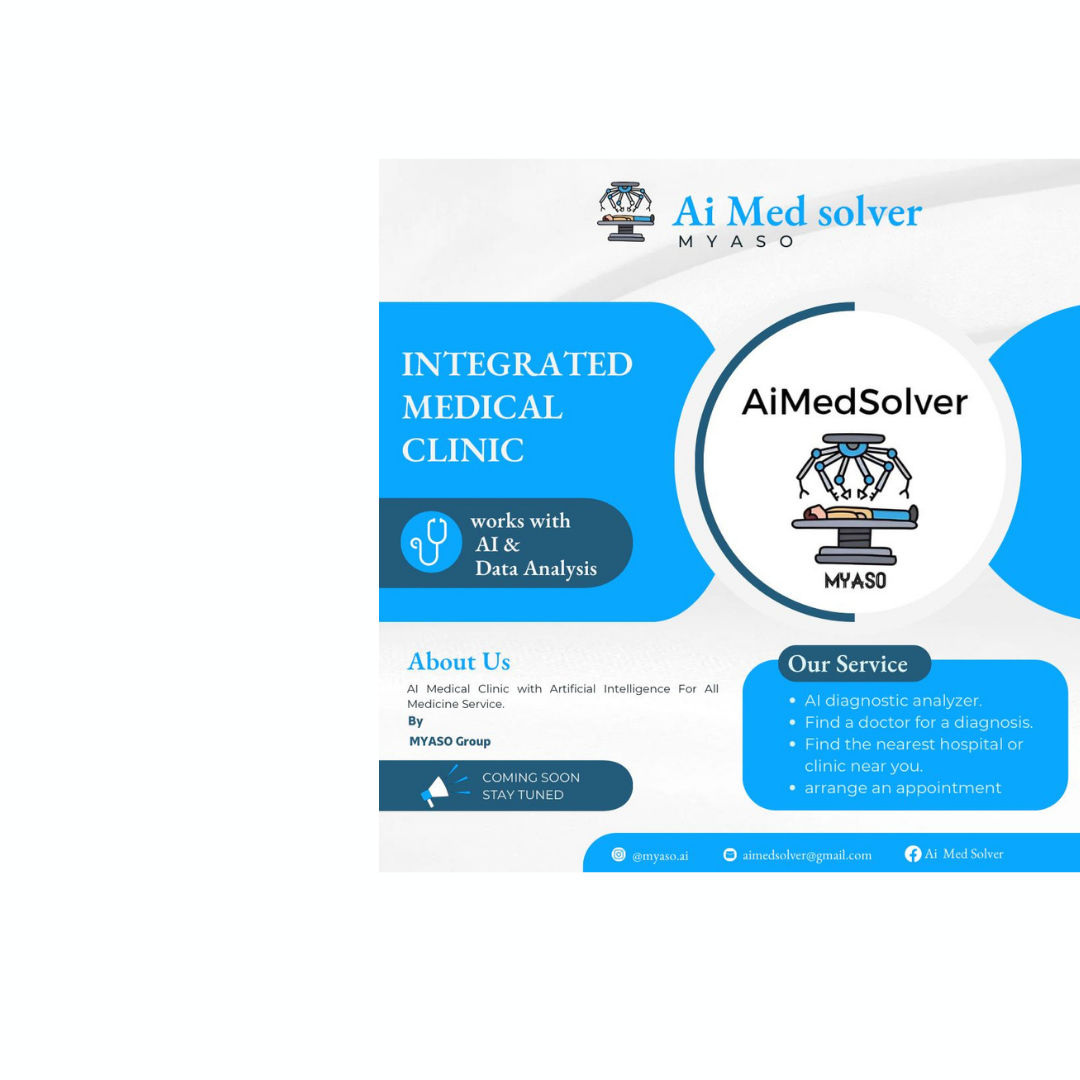 Ai Med solver
MYASO
INTEGRATED
MEDICAL
CLINIC
works with
AI &
Data Analysis
AiMedSolver
MYASO
About Us
AI Medical Clinic with Artificial Intelligence For All
Medicine Service.
By
MYASO Group
COMING SOON
STAY TUNED
Our Service
• AI diagnostic analyzer.
• Find a doctor for a diagnosis.
• Find the nearest hospital or
clinic near you.
• arrange an appointment
@myaso.ai
aimedsolver@gmail.com
Ai Med Solver